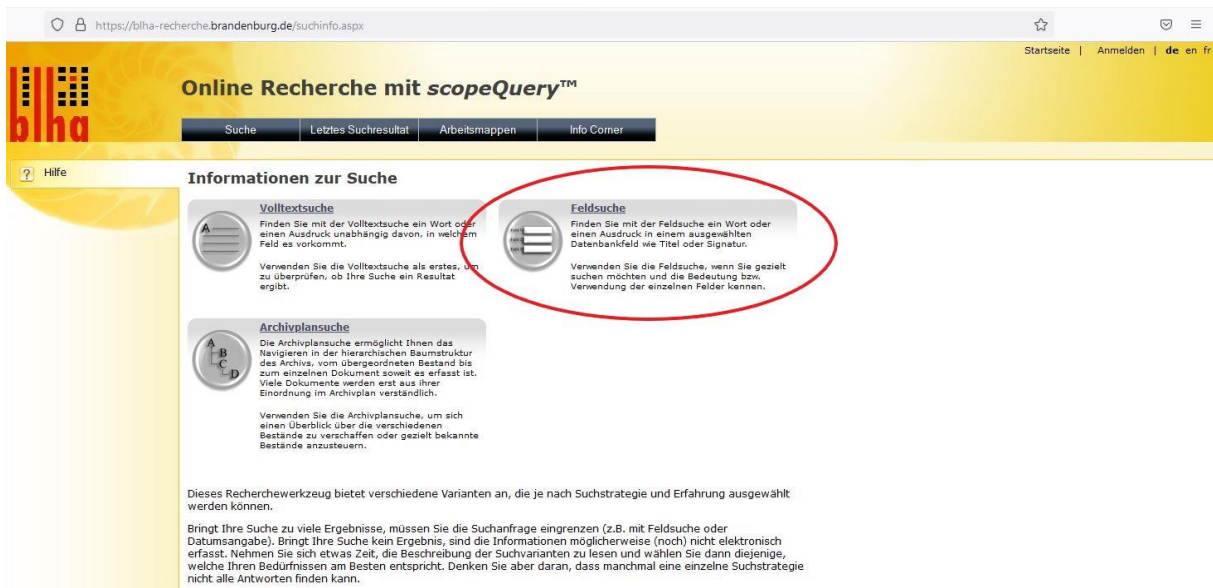 https://blha-recherche.brandenburg.de/suchinfo.aspx
Startseite | Anmelden | de en fr
blha
Online Recherche mit scopeQuery™
Suche Letztes Suchresultat Arbeitsmappen Info Corner
? Hilfe
Informationen zur Suche
Volltextsuche
Finden Sie mit der Volltextsuche ein Wort oder
einen Ausdruck unabhängig davon, in welchem
Feld es vorkommt.
Verwenden Sie die Volltextsuche als erstes, um
zu überprüfen, ob Ihre Suche ein Resultat
ergibt.
A
Feldsuche
Finden Sie mit der Feldsuche ein Wort oder
einen Ausdruck in einem ausgewählten
Datenbankfeld wie Titel oder Signatur.
Verwenden Sie die Feldsuche, wenn Sie gezielt
suchen möchten und die Bedeutung bzw.
Verwendung der einzelnen Felder kennen.
Archivplansuche
Die Archivplansuche ermöglicht Ihnen das
Navigieren in der hierarchischen Baumstruktur
des Archivs, vom übergeordneten Bestand bis
zum einzelnen Dokument soweit es erfasst ist.
Viele Dokumente werden erst aus ihrer
Einordnung im Archivplan verständlich.
Verwenden Sie die Archivplansuche, um sich
einen Überblick über die verschiedenen
Bestände zu verschaffen oder gezielt bekannte
Bestände anzusteuern.
A
B
C
D
Dieses Recherchewerkzeug bietet verschiedene Varianten an, die je nach Suchstrategie und Erfahrung ausgewählt
werden können.
Bringt Ihre Suche zu viele Ergebnisse, müssen Sie die Suchanfrage eingrenzen (z.B. mit Feldsuche oder
Datumsangabe). Bringt Ihre Suche kein Ergebnis, sind die Informationen möglicherweise (noch) nicht elektronisch
erfasst. Nehmen Sie sich etwas Zeit, die Beschreibung der Suchvarianten zu lesen und wählen Sie dann diejenige,
welche Ihren Bedürfnissen am Besten entspricht. Denken Sie aber daran, dass manchmal eine einzelne Suchstrategie
nicht alle Antworten finden kann.